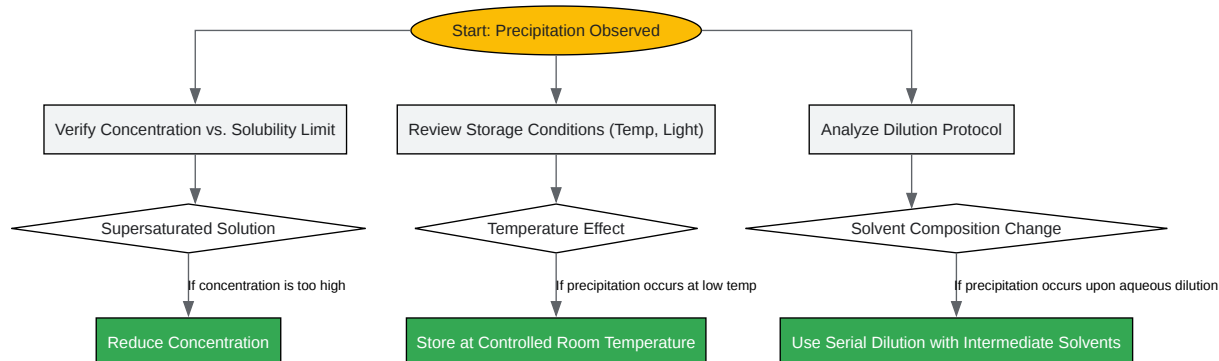 Start: Precipitation Observed
Verify Concentration vs. Solubility Limit
Review Storage Conditions (Temp, Light)
Analyze Dilution Protocol
Supersaturated Solution
Temperature Effect
Solvent Composition Change
If concentration is too high
If precipitation occurs at low temp
If precipitation occurs upon aqueous dilution
Reduce Concentration
Store at Controlled Room Temperature
Use Serial Dilution with Intermediate Solvents